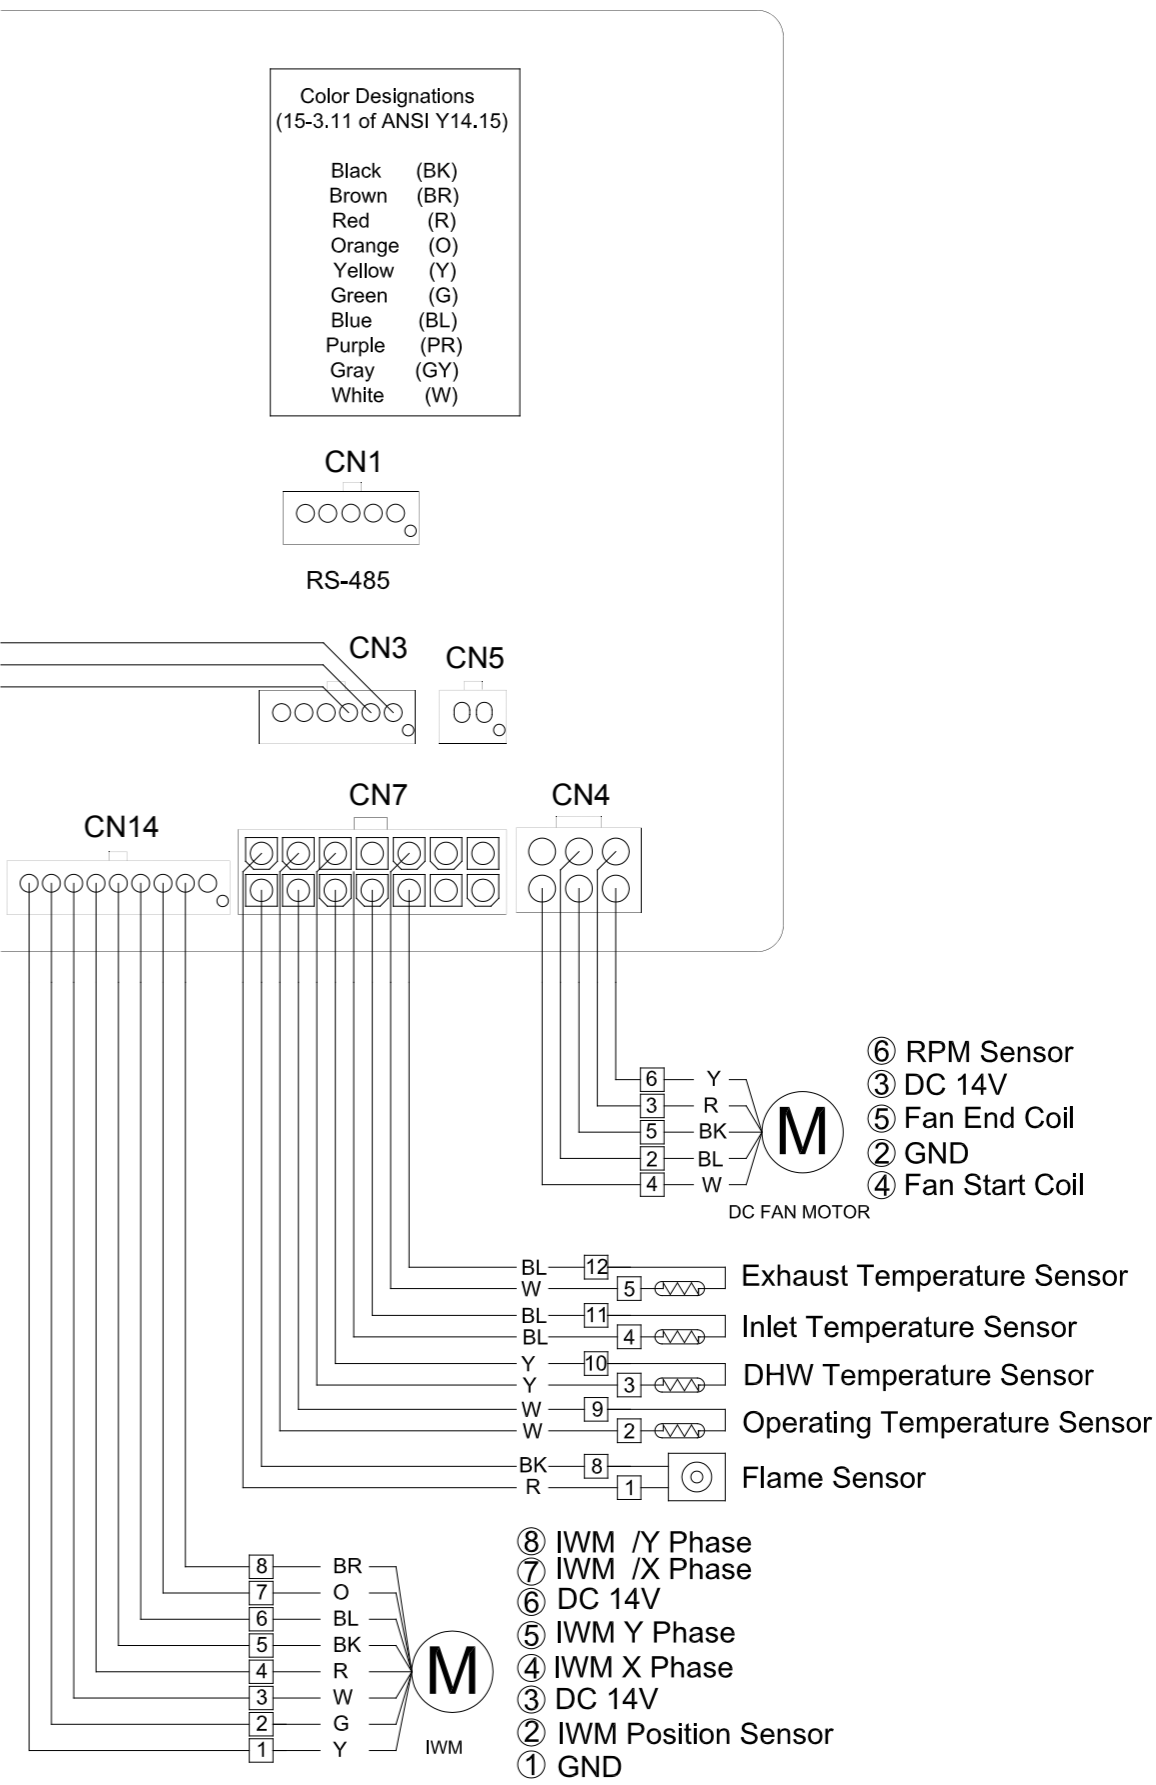 Color Designations
(15-3.11 of ANSI Y14.15)
Black (BK)
Brown (BR)
Red (R)
Orange (O)
Yellow (Y)
Green (G)
Blue (BL)
Purple (PR)
Gray (GY)
White (W)
CN1
RS-485
CN3
CN5
CN7
CN4
CN14
6 Y
3 R
5 BK
2 BL
4 W
M
DC FAN MOTOR
⑥ RPM Sensor
③ DC 14V
⑤ Fan End Coil
② GND
④ Fan Start Coil
BL 12
W 5
Exhaust Temperature Sensor
BL 11
BL 4
Inlet Temperature Sensor
Y 10
Y 3
DHW Temperature Sensor
W 9
W 2
Operating Temperature Sensor
BK 8
R 1
Flame Sensor
8 BR
7 O
6 BL
5 BK
4 R
3 W
2 G
1 Y
M
IWM
⑧ IWM /Y Phase
⑦ IWM /X Phase
⑥ DC 14V
⑤ IWM Y Phase
④ IWM X Phase
③ DC 14V
② IWM Position Sensor
① GND